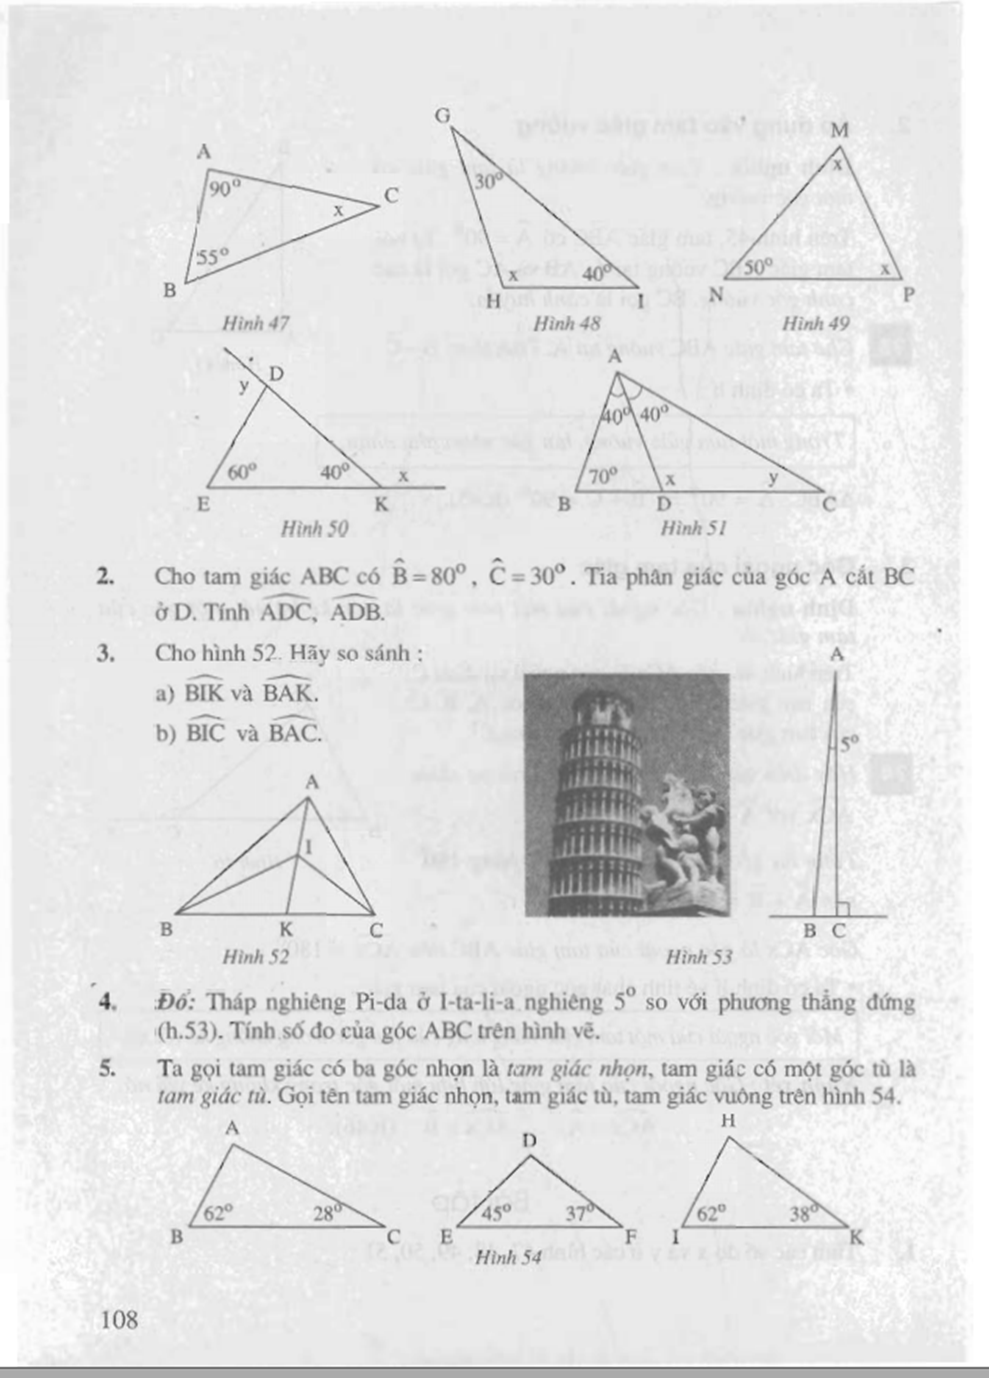 G
M
A
x
90°
C
30°
x
55°
x
40°
50°
x
B
H
I
N
P
Hình 47
Hình 48
Hình 49
A
y
D
40°
40°
60°
40°
x
70°
x
y
E
K
B
D
C
Hình 50
Hình 51
2. Cho tam giác ABC có B̂ = 80°, Ĉ = 30°. Tia phân giác của góc A cắt BC
ở D. Tính ADC, ADB.
3. Cho hình 52. Hãy so sánh :
a) BIK và BAK.
b) BIC và BAC.
A
I
B
K
C
Hình 52
A
5°
B
C
Hình 53
4. Đố: Tháp nghiêng Pi-da ở I-ta-li-a nghiêng 5° so với phương thẳng đứng
(h.53). Tính số đo của góc ABC trên hình vẽ.
5. Ta gọi tam giác có ba góc nhọn là tam giác nhọn, tam giác có một góc tù là
tam giác tù. Gọi tên tam giác nhọn, tam giác tù, tam giác vuông trên hình 54.
A
D
H
62°
28°
45°
37°
62°
38°
B
C
E
F
I
K
Hình 54
108